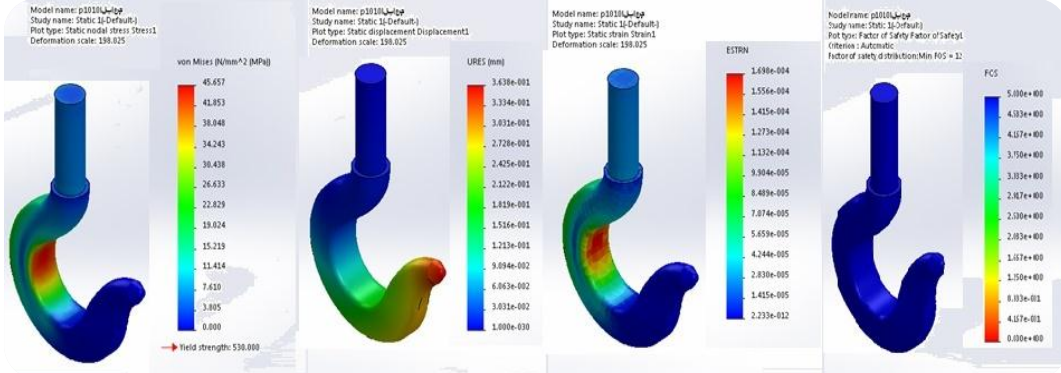 Model name: p1010
Study name: Static 1(-Default-)
Plot type: Static nodal stress Stress1
Deformation scale: 198.025
von Mises (N/mm^2 (MPa))
45.657
41.853
38.048
34.243
30.438
26.633
22.829
19.024
15.219
11.414
7.610
3.805
0.000
Yield strength: 530.000
Model name: p1010
Study name: Static 1(-Default-)
Plot type: Static displacement Displacement1
Deformation scale: 198.025
URES (mm)
3.638e-001
3.334e-001
3.031e-001
2.728e-001
2.425e-001
2.122e-001
1.819e-001
1.516e-001
1.213e-001
9.094e-002
6.063e-002
3.031e-002
1.000e-030
Model name: p1010
Study name: Static 1(-Default-)
Plot type: Static strain Strain1
Deformation scale: 198.025
ESTRN
1.698e-004
1.556e-004
1.415e-004
1.273e-004
1.132e-004
9.904e-005
8.489e-005
7.074e-005
5.659e-005
4.244e-005
2.830e-005
1.415e-005
2.233e-012
Model name: p1010
Study name: Static 1(-Default-)
Plot type: Factor of Safety Factor of Safety1
Criterion : Automatic
Factor of safety distribution: Min FOS = 12
FOS
5.000e+000
4.583e+000
4.167e+000
3.750e+000
3.333e+000
2.917e+000
2.500e+000
2.083e+000
1.667e+000
1.250e+000
8.333e-001
4.167e-001
0.000e+000